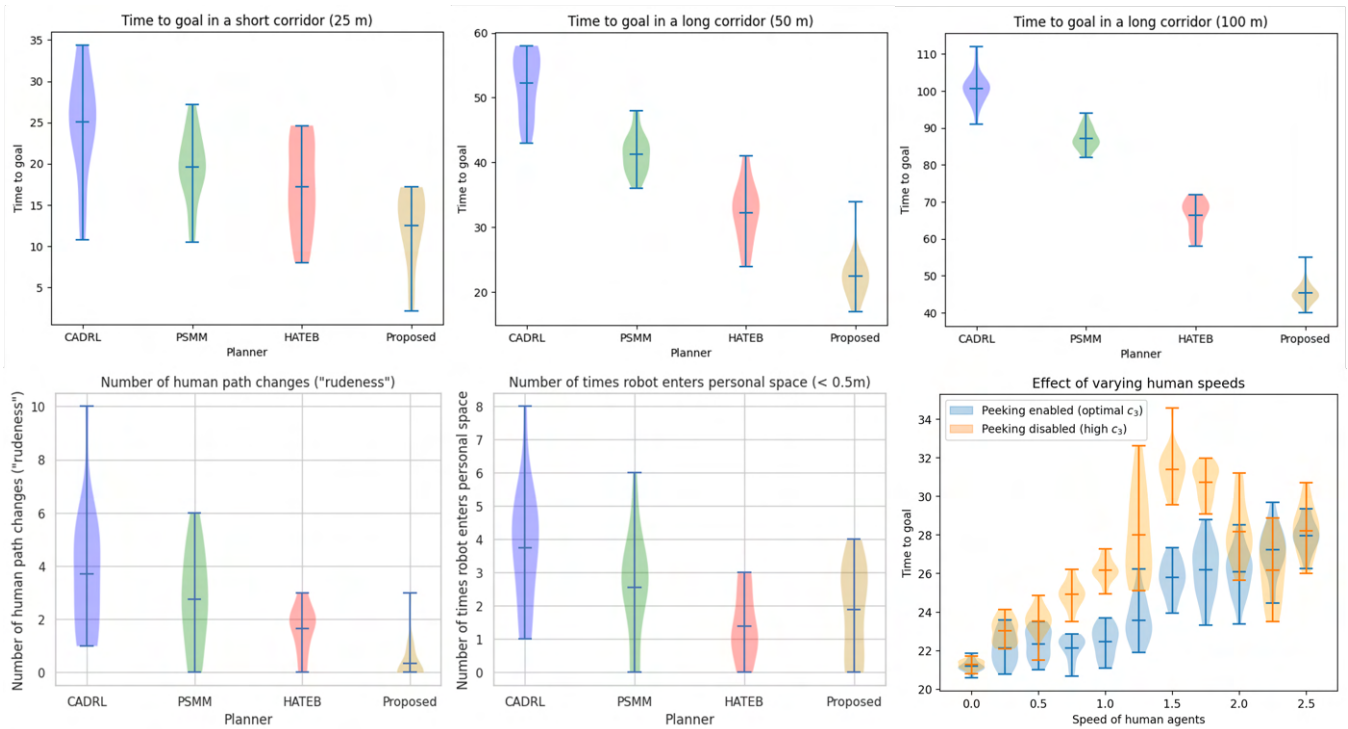 Time to goal in a short corridor (25 m)
Time to goal
35
30
25
20
15
10
5
CADRL
PSMM
HATEB
Proposed
Planner
Time to goal in a long corridor (50 m)
Time to goal
60
50
40
30
20
CADRL
PSMM
HATEB
Proposed
Planner
Time to goal in a long corridor (100 m)
Time to goal
110
100
90
80
70
60
50
40
CADRL
PSMM
HATEB
Proposed
Planner
Number of human path changes ("rudeness")
Number of human path changes ("rudeness")
10
8
6
4
2
0
CADRL
PSMM
HATEB
Proposed
Planner
Number of times robot enters personal space (< 0.5m)
Number of times robot enters personal space
8
7
6
5
4
3
2
1
0
CADRL
PSMM
HATEB
Proposed
Planner
Effect of varying human speeds
Peeking enabled (optimal c₃)
Peeking disabled (high c₃)
Time to goal
34
32
30
28
26
24
22
20
0.0
0.5
1.0
1.5
2.0
2.5
Speed of human agents